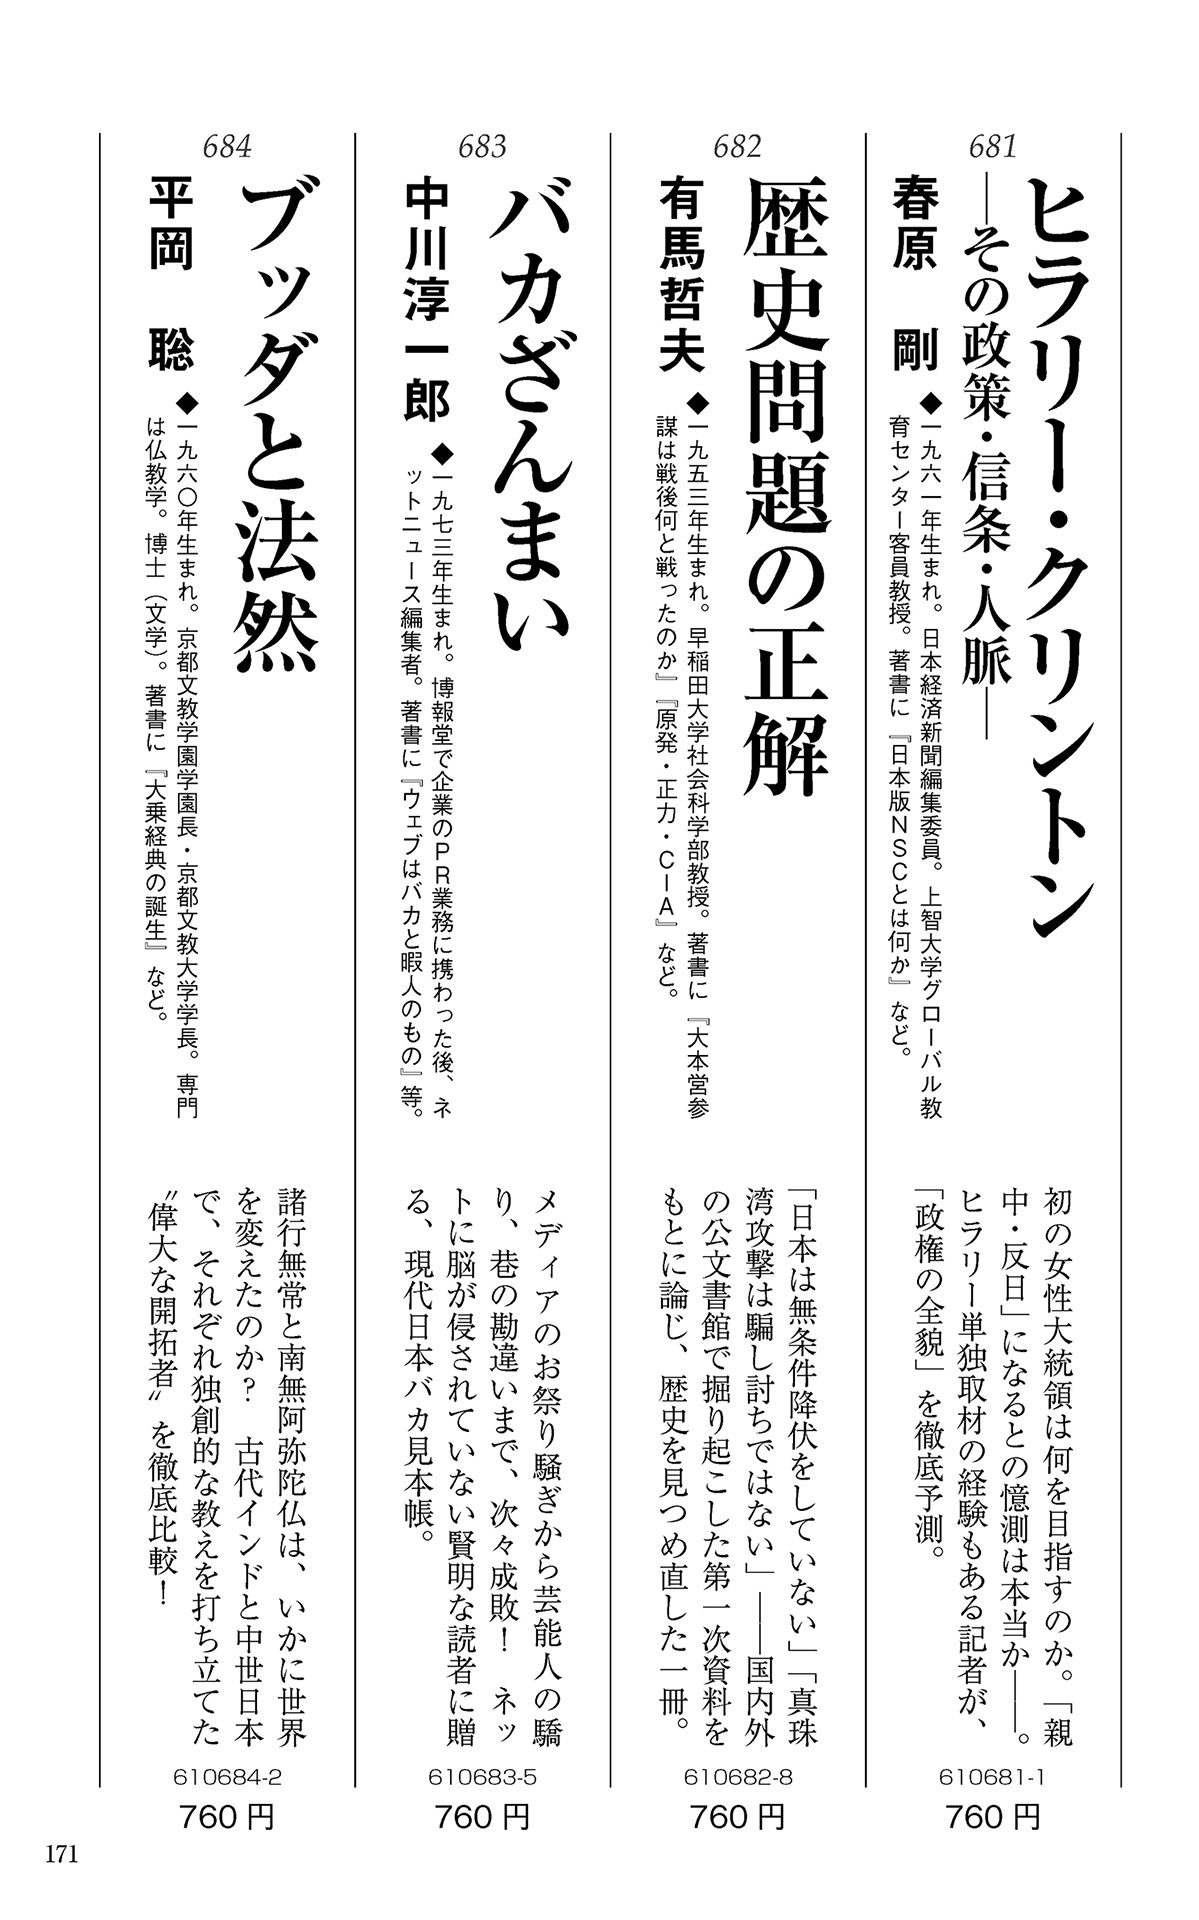 681
ヒラリー・クリントン
――その政策・信条・人脈――
春原 剛
◆一九六一年生まれ。日本経済新聞編集委員。上智大学グローバル教
育センター客員教授。著書に『日本版NSCとは何か』など。
初の女性大統領は何を目指すのか。「親
中・反日」になるとの憶測は本当か――。
ヒラリー単独取材の経験もある記者が、
「政権の全貌」を徹底予測。
610681-1
760円
682
歴史問題の正解
有馬哲夫
◆一九五三年生まれ。早稲田大学社会科学部教授。著書に『大本営参
謀は戦後何と戦ったのか』『原発・正力・CIA』など。
「日本は無条件降伏をしていない」「真珠
湾攻撃は騙し討ちではない」――国内外
の公文書館で掘り起こした第一次資料を
もとに論じ、歴史を見つめ直した一冊。
610682-8
760円
683
バカざんまい
中川淳一郎
◆一九七三年生まれ。博報堂で企業のPR業務に携わった後、ネ
ットニュース編集者。著書に『ウェブはバカと暇人のもの』等。
メディアのお祭り騒ぎから芸能人の驕
り、巷の勘違いまで、次々成敗! ネッ
トに脳が侵されていない賢明な読者に贈
る、現代日本バカ見本帳。
610683-5
760円
684
ブッダと法然
平岡 聡
◆一九六〇年生まれ。京都文教学園学園長・京都文教大学学長。専門
は仏教学。博士(文学)。著書に『大乗経典の誕生』など。
諸行無常と南無阿弥陀仏は、いかに世界
を変えたのか? 古代インドと中世日本
で、それぞれ独創的な教えを打ち立てた
〝偉大な開拓者〟を徹底比較!
610684-2
760円
171